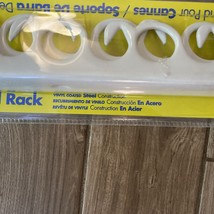 nd Pour Cannes / Soporte De Barra De
l Rack
VINYL COATED Steel Construction
RECUBRIMIENTO DE VINILO Construcción En Acero
REVÊTU DE VINYLE Construction En Acier